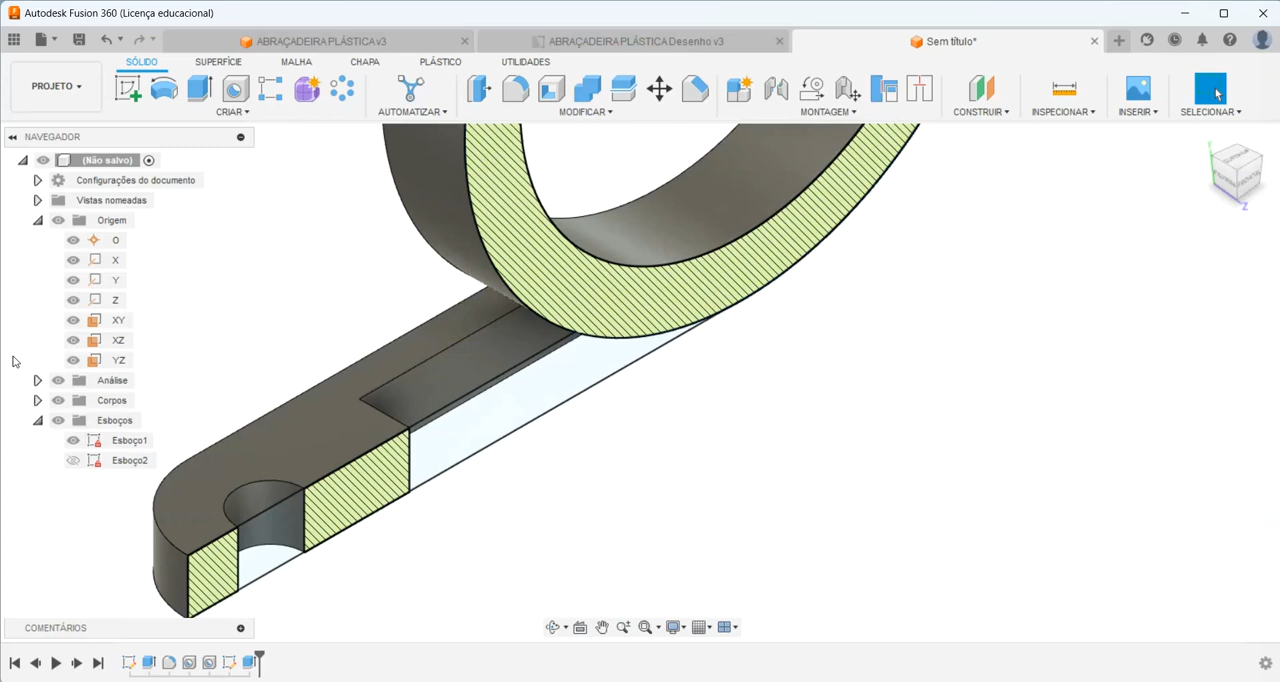 Autodesk Fusion 360 (Licença educacional)
ABRAÇADEIRA PLÁSTICA v3
ABRAÇADEIRA PLÁSTICA Desenho v3
Sem título*
SÓLIDO SUPERFÍCIE MALHA CHAPA PLÁSTICO UTILIDADES
PROJETO
CRIAR AUTOMATIZAR MODIFICAR MONTAGEM CONSTRUIR INSPECIONAR INSERIR SELECIONAR
NAVEGADOR
(Não salvo)
Configurações do documento
Vistas nomeadas
Origem
O
X
Y
Z
XY
XZ
YZ
Análise
Corpos
Esboços
Esboço1
Esboço2
Y
Z
COMENTÁRIOS